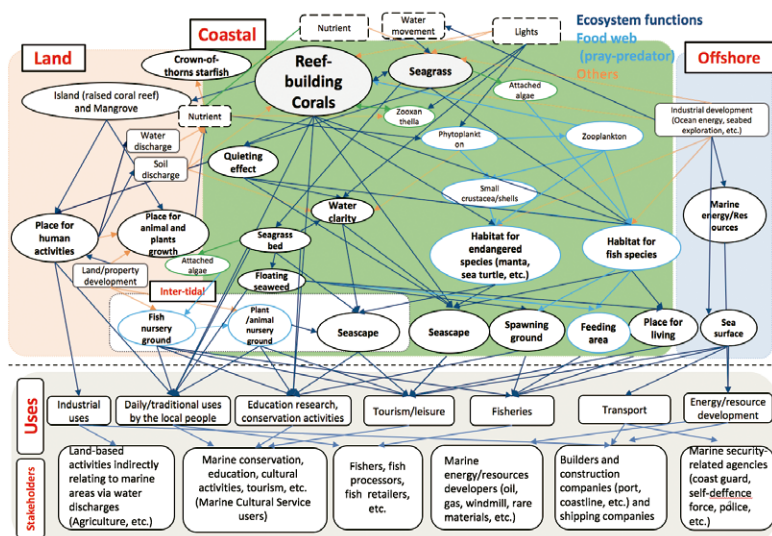 Land
Coastal
Offshore
Ecosystem functions
Food web
(pray-predator)
Others
Nutrient
Water
movement
Lights
Crown-of-
thorns starfish
Reef-
building
Corals
Seagrass
Attached
algae
Island (raised coral reef)
and Mangrove
Nutrient
Zooxan
thella
Phytoplankt
on
Zooplankton
Industrial development
(Ocean energy, seabed
exploration, etc.)
Water
discharge
Soil
discharge
Quieting
effect
Small
crustacea/shells
Marine
energy/Res
ources
Place for
human
activities
Place for
animal and
plants
growth
Water
clarity
Seagrass
bed
Attached
algae
Floating
seaweed
Habitat for
endangered
species (manta,
sea turtle, etc.)
Habitat for
fish species
Land/property
development
Inter-tidal
Fish
nursery
ground
Plant
/animal
nursery
ground
Seascape
Seascape
Spawning
ground
Feeding
area
Place for
living
Sea
surface
Uses
Industrial
uses
Daily/traditional uses
by the local people
Education research,
conservation activities
Tourism/leisure
Fisheries
Transport
Energy/resource
development
Stakeholders
Land-based
activities indirectly
relating to marine
areas via water
discharges
(Agriculture, etc.)
Marine conservation,
education, cultural
activities, tourism, etc.
(Marine Cultural Service
users)
Fishers, fish
processors,
fish retailers,
etc.
Marine
energy/resources
developers (oil,
gas, windmill, rare
materials, etc.)
Builders and
construction
companies (port,
coastline, etc.) and
shipping companies
Marine security-
related agencies
(coast guard,
self-deffence
force, police,
etc.)